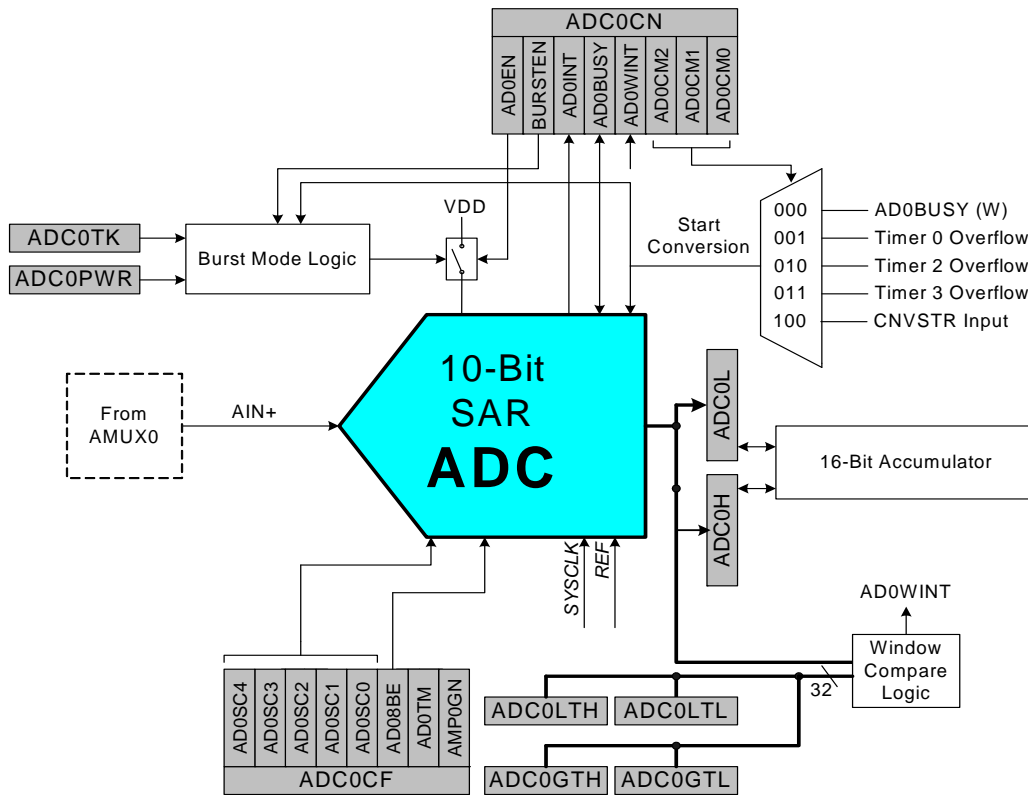 ADC0CN
AD0EN
BURSTEN
AD0INT
AD0BUSY
AD0WINT
AD0CM2
AD0CM1
AD0CM0
VDD
Start
Conversion
000
AD0BUSY (W)
001
Timer 0 Overflow
010
Timer 2 Overflow
011
Timer 3 Overflow
100
CNVSTR Input
ADC0TK
ADC0PWR
Burst Mode Logic
From
AMUX0
AIN+
10-Bit
SAR
ADC
ADC0L
ADC0H
16-Bit Accumulator
SYSCLK
REF
AD0WINT
Window
Compare
Logic
32
AD0SC4
AD0SC3
AD0SC2
AD0SC1
AD0SC0
AD08BE
AD0TM
AMP0GN
ADC0CF
ADC0LTH
ADC0LTL
ADC0GTH
ADC0GTL